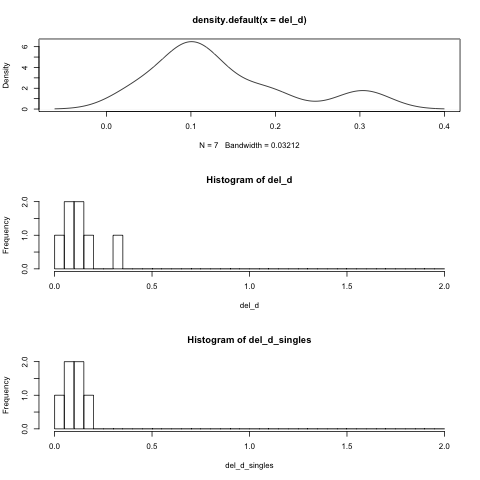 density.default(x = del_d)
Density
0 2 4 6
0.0 0.1 0.2 0.3 0.4
N = 7 Bandwidth = 0.03212
Histogram of del_d
Frequency
0.0 1.0 2.0
0.0 0.5 1.0 1.5 2.0
del_d
Histogram of del_d_singles
Frequency
0.0 1.0 2.0
0.0 0.5 1.0 1.5 2.0
del_d_singles